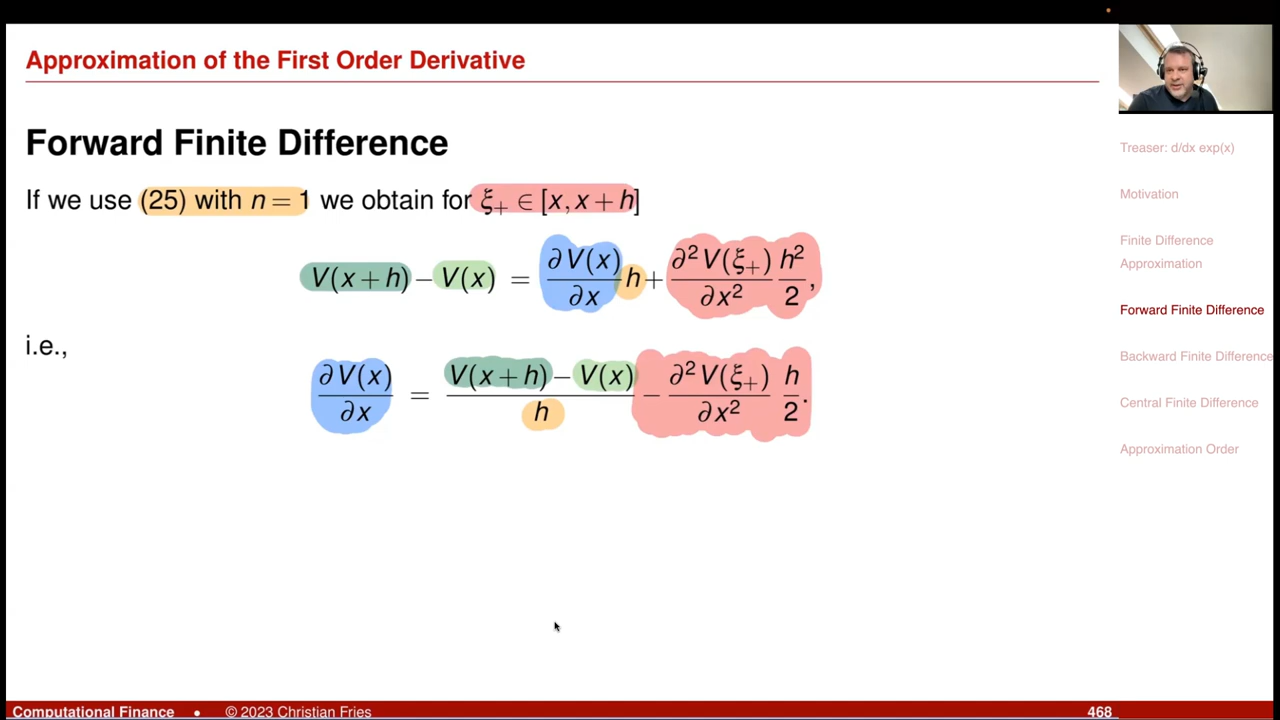 Approximation of the First Order Derivative
Forward Finite Difference
If we use (25) with n = 1 we obtain for ξ₊ ∈ [x, x + h]
V(x + h) − V(x) = ∂V(x)/∂x h + ∂²V(ξ₊)/∂x² h²/2,
i.e.,
∂V(x)/∂x = (V(x + h) − V(x))/h − ∂²V(ξ₊)/∂x² h/2.
Treaser: d/dx exp(x)
Motivation
Finite Difference
Approximation
Forward Finite Difference
Backward Finite Difference
Central Finite Difference
Approximation Order
Computational Finance • © 2023 Christian Fries 468